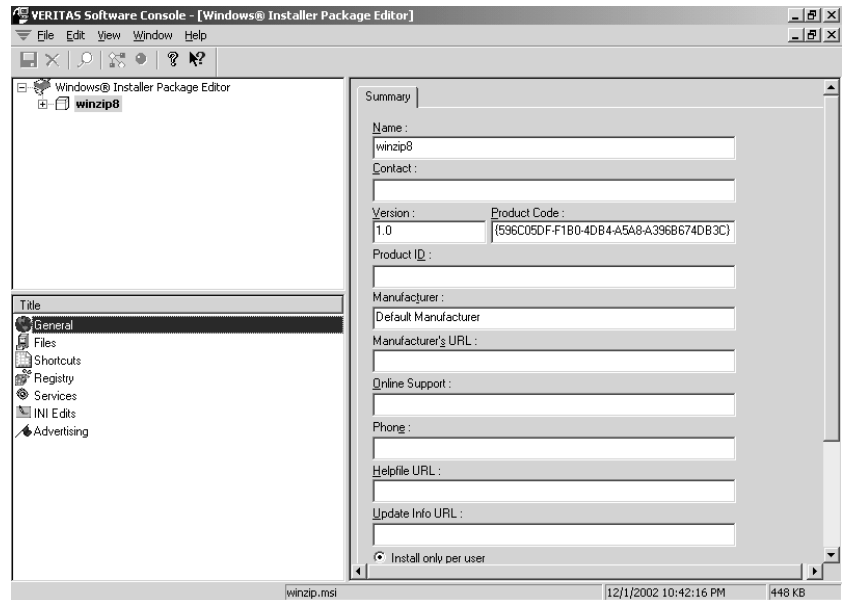 VERITAS Software Console - [Windows® Installer Package Editor]
File Edit View Window Help
Windows® Installer Package Editor
winzip8
Title
General
Files
Shortcuts
Registry
Services
INI Edits
Advertising
Summary
Name :
winzip8
Contact :
Version : Product Code :
1.0 {596C05DF-F1B0-4DB4-A5A8-A396B674DB3C}
Product ID :
Manufacturer :
Default Manufacturer
Manufacturer's URL :
Online Support :
Phone :
Helpfile URL :
Update Info URL :
Install only per user
winzip.msi 12/1/2002 10:42:16 PM 448 KB